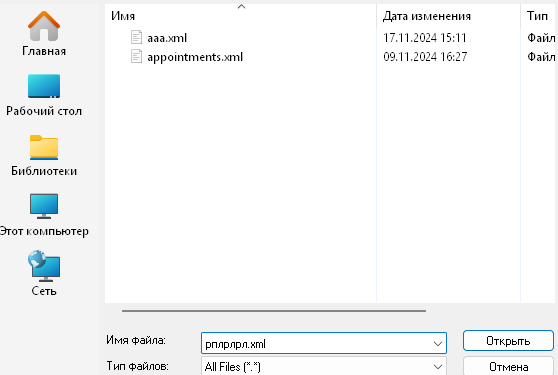 Имя Дата изменения Тип
aaa.xml 17.11.2024 15:11 Файл
appointments.xml 09.11.2024 16:27 Файл
Главная
Рабочий стол
Библиотеки
Этот компьютер
Сеть
Имя файла: рплрлрл.xml Открыть
Тип файлов: All Files (*.*) Отмена